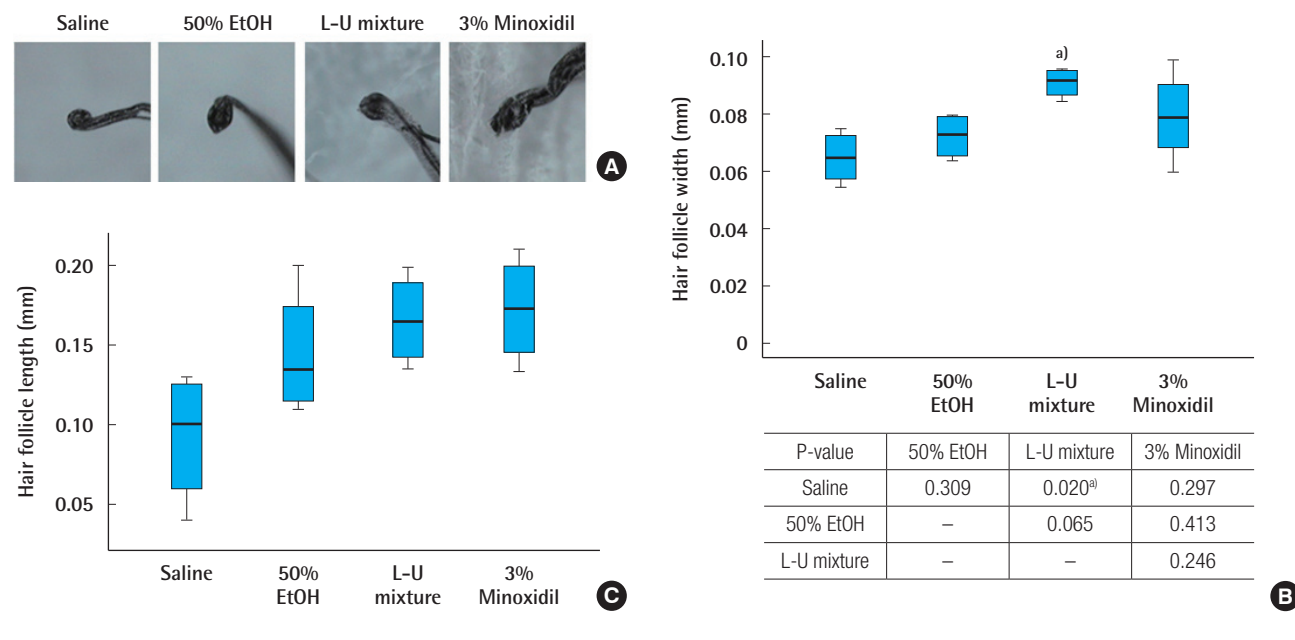 Saline 50% EtOH L-U mixture 3% Minoxidil
A
Hair follicle length (mm)
0.20
0.15
0.10
0.05
Saline 50% EtOH L-U mixture 3% Minoxidil
C
Hair follicle width (mm)
0.10
0.08
0.06
0.04
0.02
0
a)
Saline 50% EtOH L-U mixture 3% Minoxidil
P-value 50% EtOH L-U mixture 3% Minoxidil
Saline 0.309 0.020a) 0.297
50% EtOH – 0.065 0.413
L-U mixture – – 0.246
B